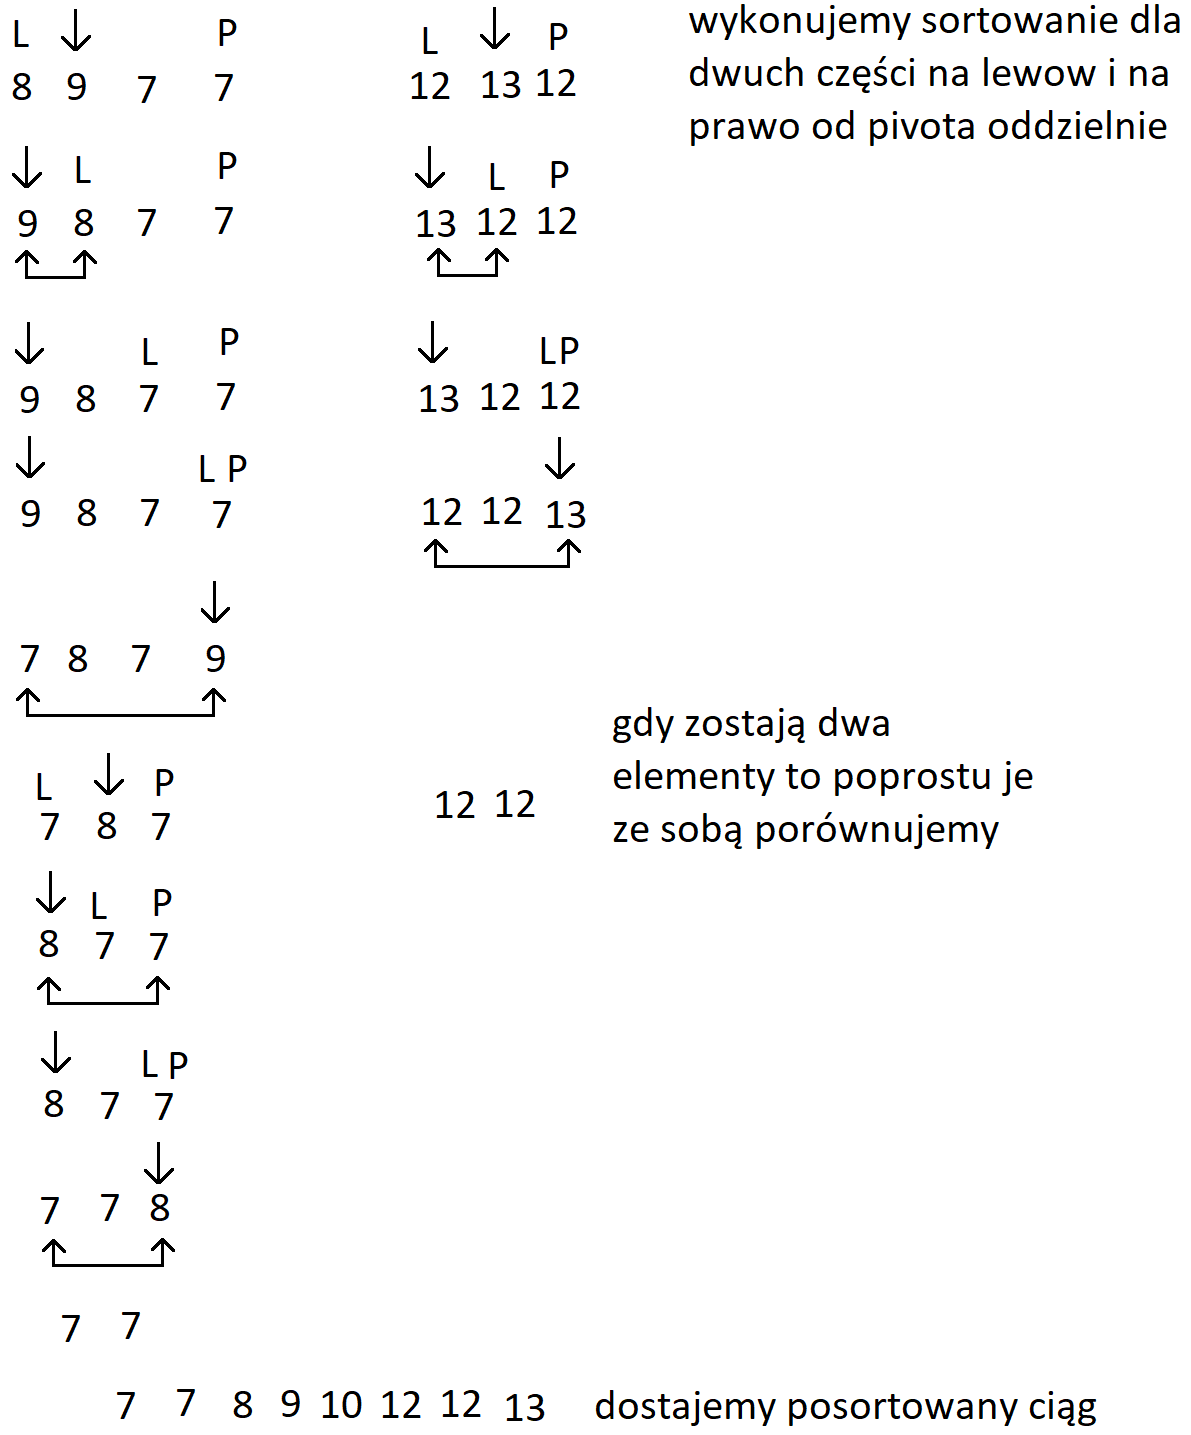 L P L P wykonujemy sortowanie dla
8 9 7 7 12 13 12 dwuch części na lewow i na
prawo od pivota oddzielnie
L P L P
9 8 7 7 13 12 12
L P L P
9 8 7 7 13 12 12
L P
9 8 7 7 12 12 13
7 8 7 9
gdy zostają dwa
L P elementy to poprostu je
7 8 7 12 12 ze sobą porównujemy
L P
8 7 7
L P
8 7 7
7 7 8
7 7
7 7 8 9 10 12 12 13 dostajemy posortowany ciąg